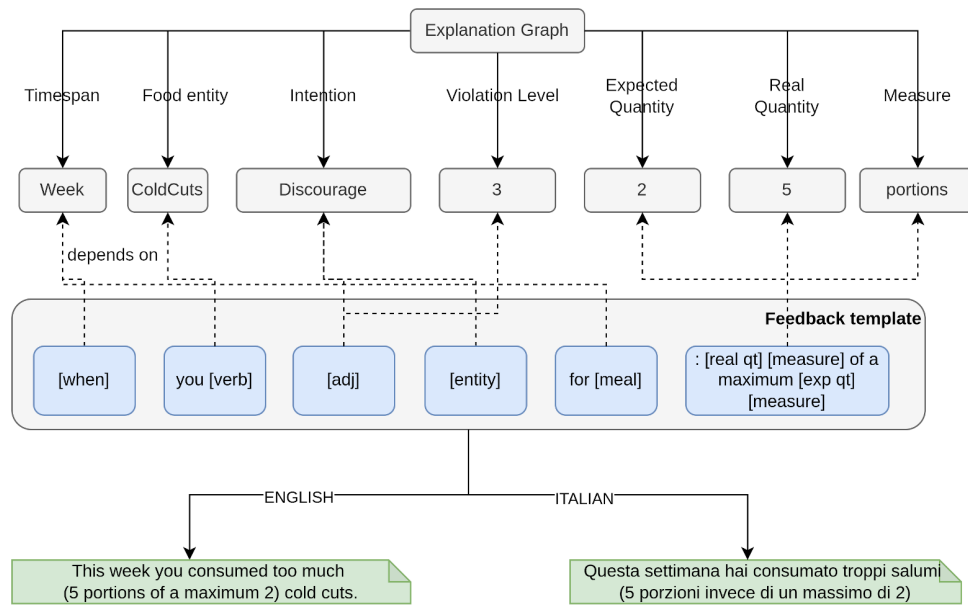 Explanation Graph
Timespan
Food entity
Intention
Violation Level
Expected
Quantity
Real
Quantity
Measure
Week
ColdCuts
Discourage
3
2
5
portions
depends on
Feedback template
[when]
you [verb]
[adj]
[entity]
for [meal]
: [real qt] [measure] of a
maximum [exp qt]
[measure]
ENGLISH
ITALIAN
This week you consumed too much
(5 portions of a maximum 2) cold cuts.
Questa settimana hai consumato troppi salumi
(5 porzioni invece di un massimo di 2)